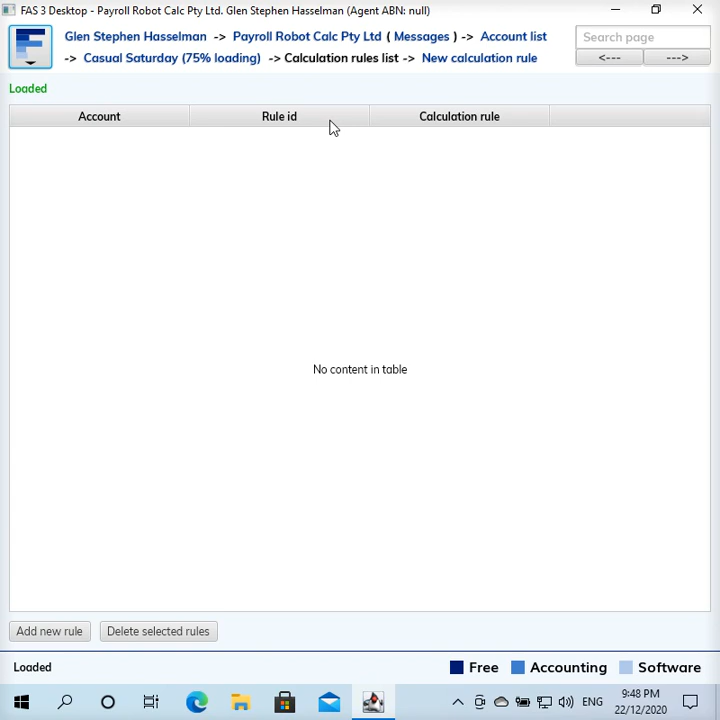 FAS 3 Desktop - Payroll Robot Calc Pty Ltd. Glen Stephen Hasselman (Agent ABN: null)
Glen Stephen Hasselman -> Payroll Robot Calc Pty Ltd ( Messages ) -> Account list
-> Casual Saturday (75% loading) -> Calculation rules list -> New calculation rule
Search page
<--- --->
Loaded
Account Rule id Calculation rule
No content in table
Add new rule Delete selected rules
Loaded Free Accounting Software
ENG 9:48 PM
22/12/2020